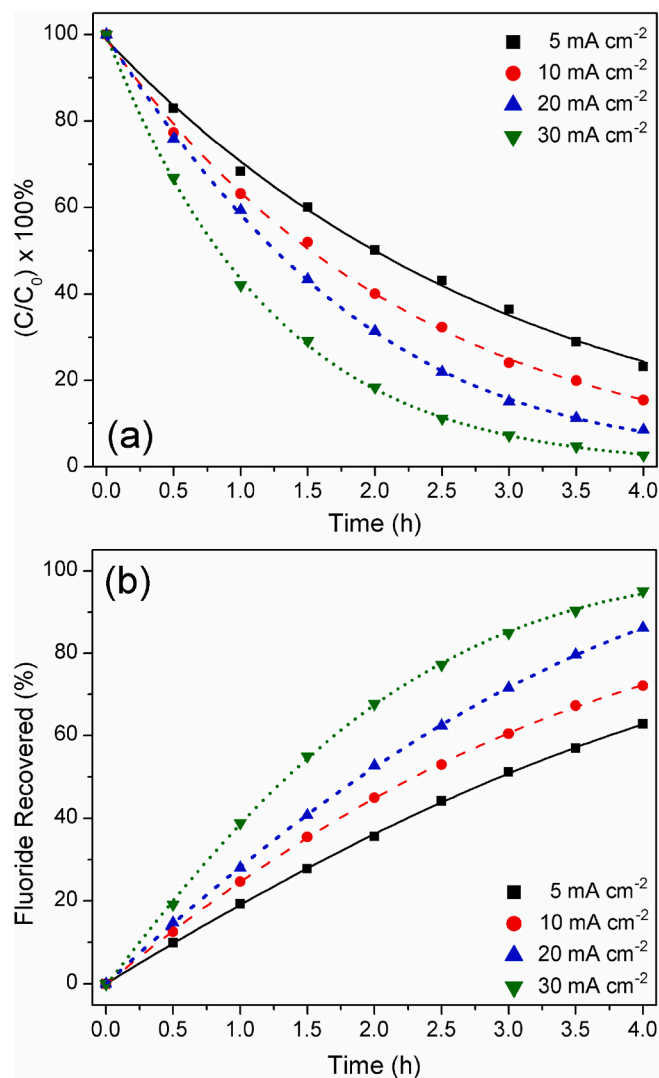 100
80
60
40
20
0
(C/C₀) x 100%
5 mA cm⁻²
10 mA cm⁻²
20 mA cm⁻²
30 mA cm⁻²
(a)
0.0 0.5 1.0 1.5 2.0 2.5 3.0 3.5 4.0
Time (h)
(b)
100
80
60
40
20
0
Fluoride Recovered (%)
5 mA cm⁻²
10 mA cm⁻²
20 mA cm⁻²
30 mA cm⁻²
0.0 0.5 1.0 1.5 2.0 2.5 3.0 3.5 4.0
Time (h)